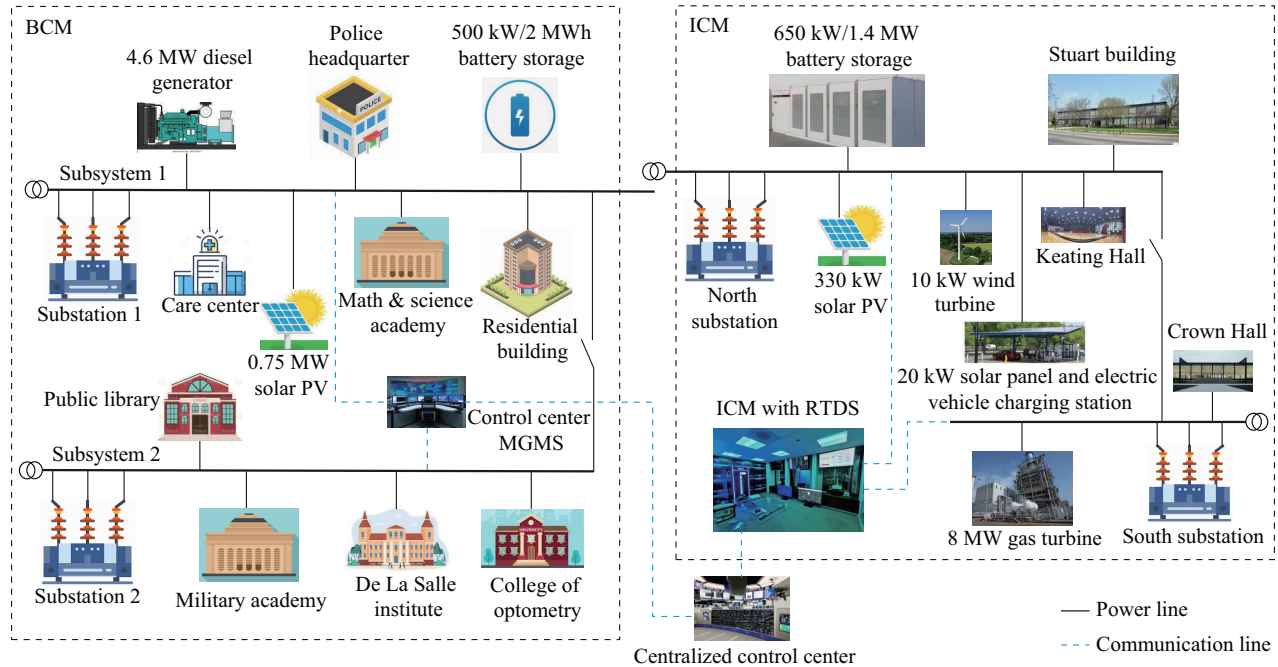 BCM
4.6 MW diesel
generator
Police
headquarter
POLICE
500 kW/2 MWh
battery storage
Subsystem 1
Substation 1
Care center
0.75 MW
solar PV
Math & science
academy
Residential
building
Public library
Control center
MGMS
Subsystem 2
Substation 2
Military academy
De La Salle
institute
UNIVERSITY
College of
optometry
ICM
650 kW/1.4 MW
battery storage
Stuart building
North
substation
330 kW
solar PV
10 kW wind
turbine
Keating Hall
20 kW solar panel and electric
vehicle charging station
Crown Hall
ICM with RTDS
8 MW gas turbine
South substation
Centralized control center
Power line
Communication line